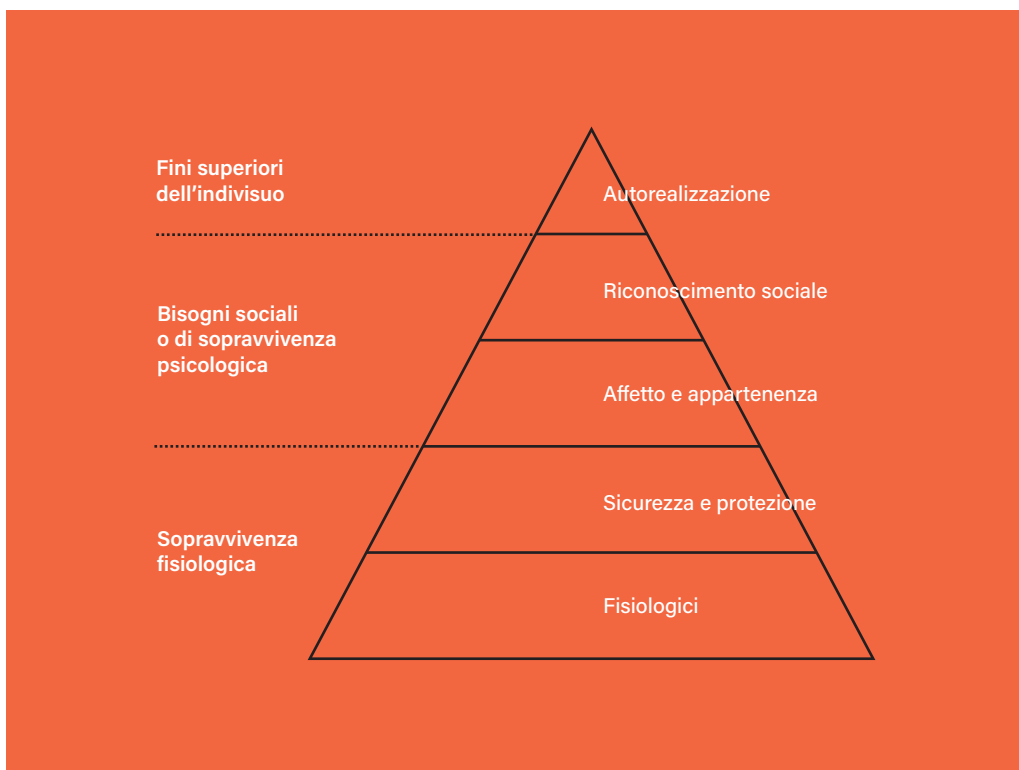 Fini superiori
dell’indivisuo
Autorealizzazione
Riconoscimento sociale
Bisogni sociali
o di sopravvivenza
psicologica
Affetto e appartenenza
Sicurezza e protezione
Sopravvivenza
fisiologica
Fisiologici